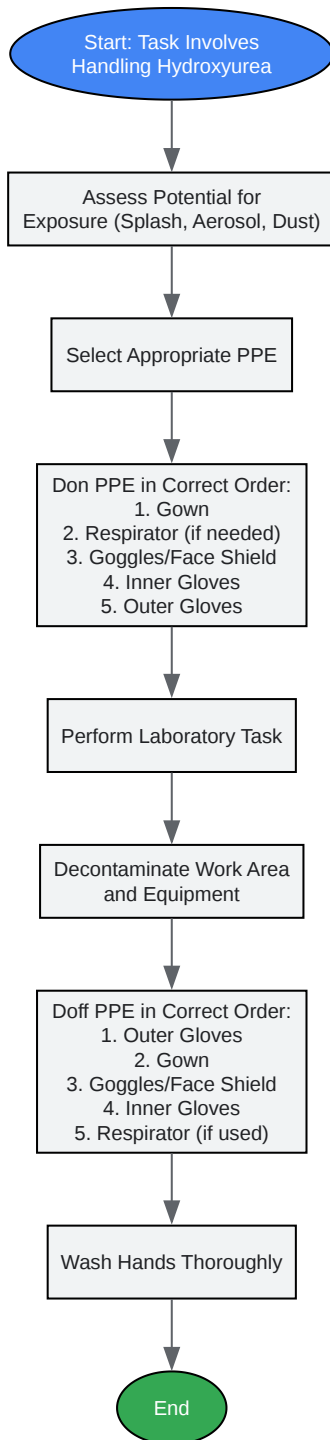 Start: Task Involves
Handling Hydroxyurea
Assess Potential for
Exposure (Splash, Aerosol, Dust)
Select Appropriate PPE
Don PPE in Correct Order:
1. Gown
2. Respirator (if needed)
3. Goggles/Face Shield
4. Inner Gloves
5. Outer Gloves
Perform Laboratory Task
Decontaminate Work Area
and Equipment
Doff PPE in Correct Order:
1. Outer Gloves
2. Gown
3. Goggles/Face Shield
4. Inner Gloves
5. Respirator (if used)
Wash Hands Thoroughly
End